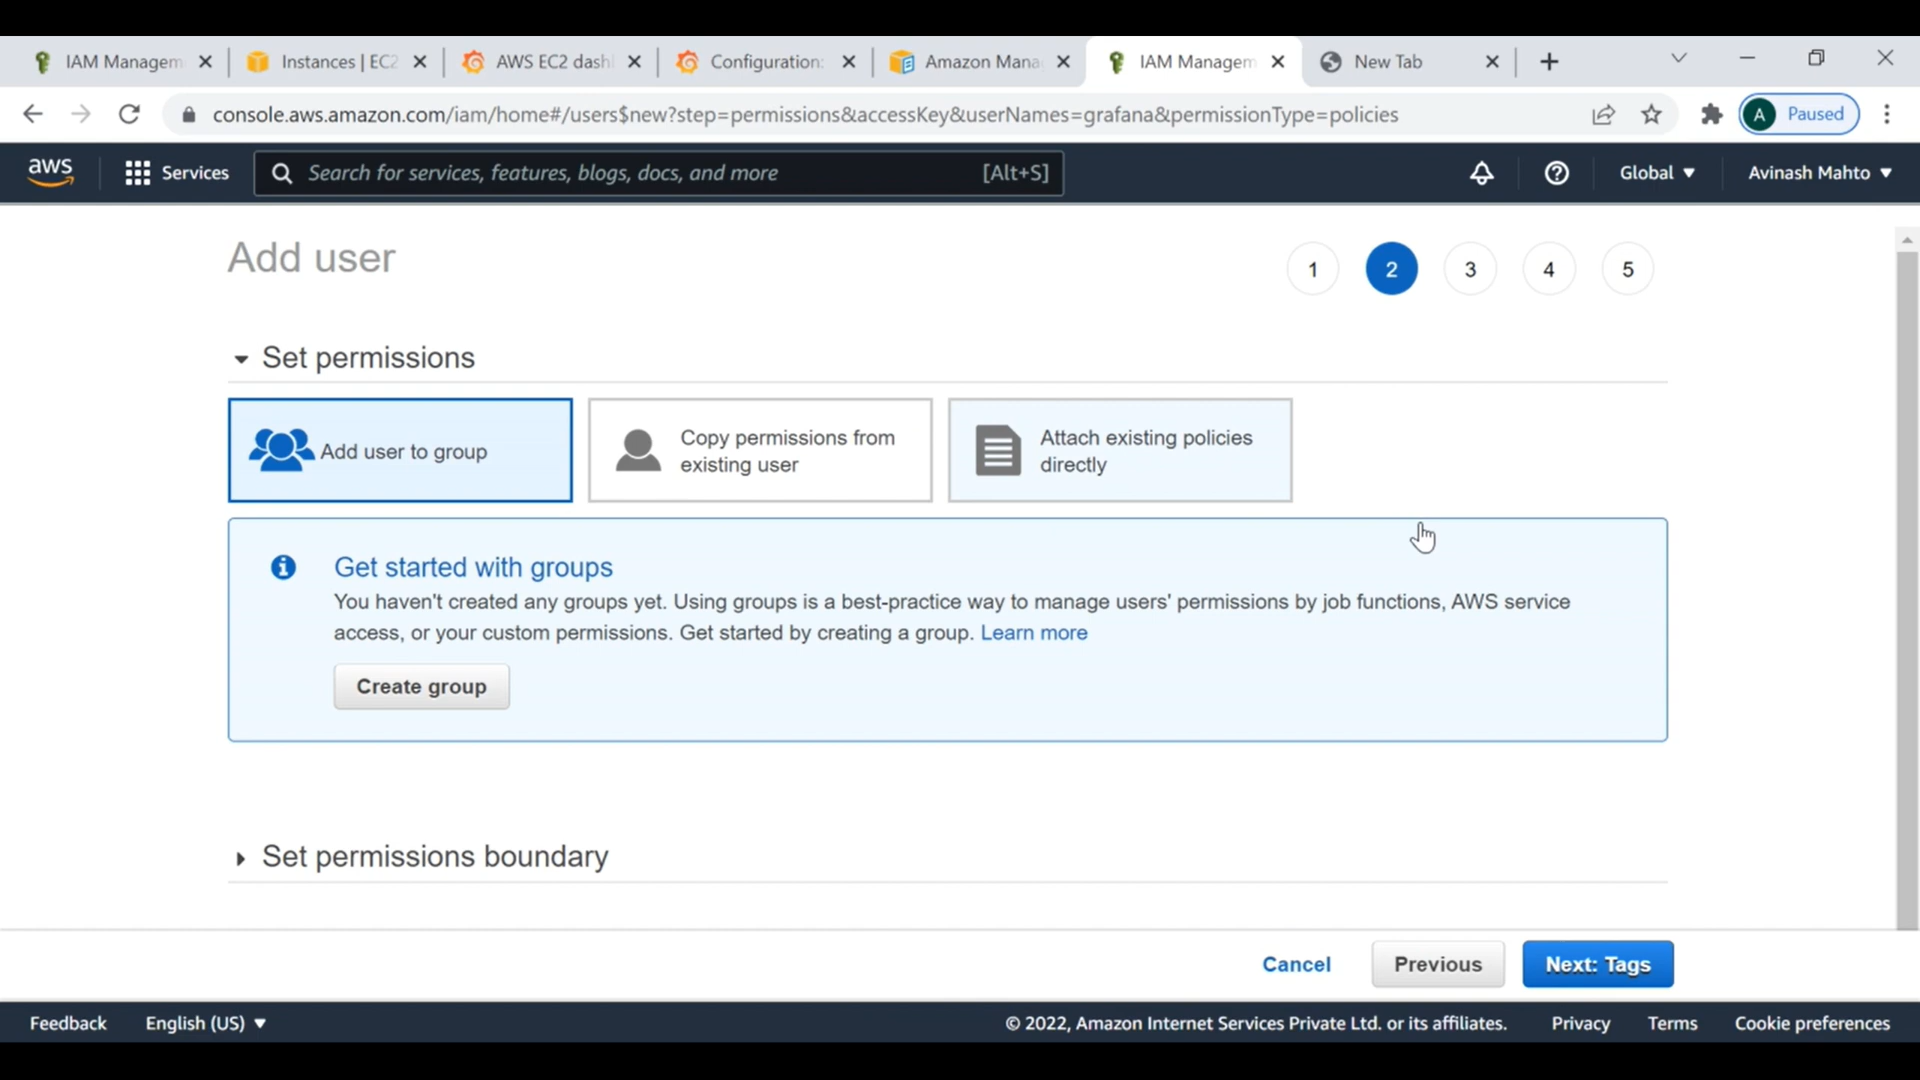 IAM Managem
Instances | EC2
AWS EC2 dash
Configuration:
Amazon Mana
IAM Managem
New Tab
console.aws.amazon.com/iam/home#/users$new?step=permissions&accessKey&userNames=grafana&permissionType=policies
A
Paused
aws
Services
Search for services, features, blogs, docs, and more
[Alt+S]
Global
Avinash Mahto
Add user
1
2
3
4
5
Set permissions
Add user to group
Copy permissions from
existing user
Attach existing policies
directly
Get started with groups
You haven't created any groups yet. Using groups is a best-practice way to manage users' permissions by job functions, AWS service
access, or your custom permissions. Get started by creating a group. Learn more
Create group
Set permissions boundary
Cancel
Previous
Next: Tags
Feedback
English (US)
© 2022, Amazon Internet Services Private Ltd. or its affiliates.
Privacy
Terms
Cookie preferences